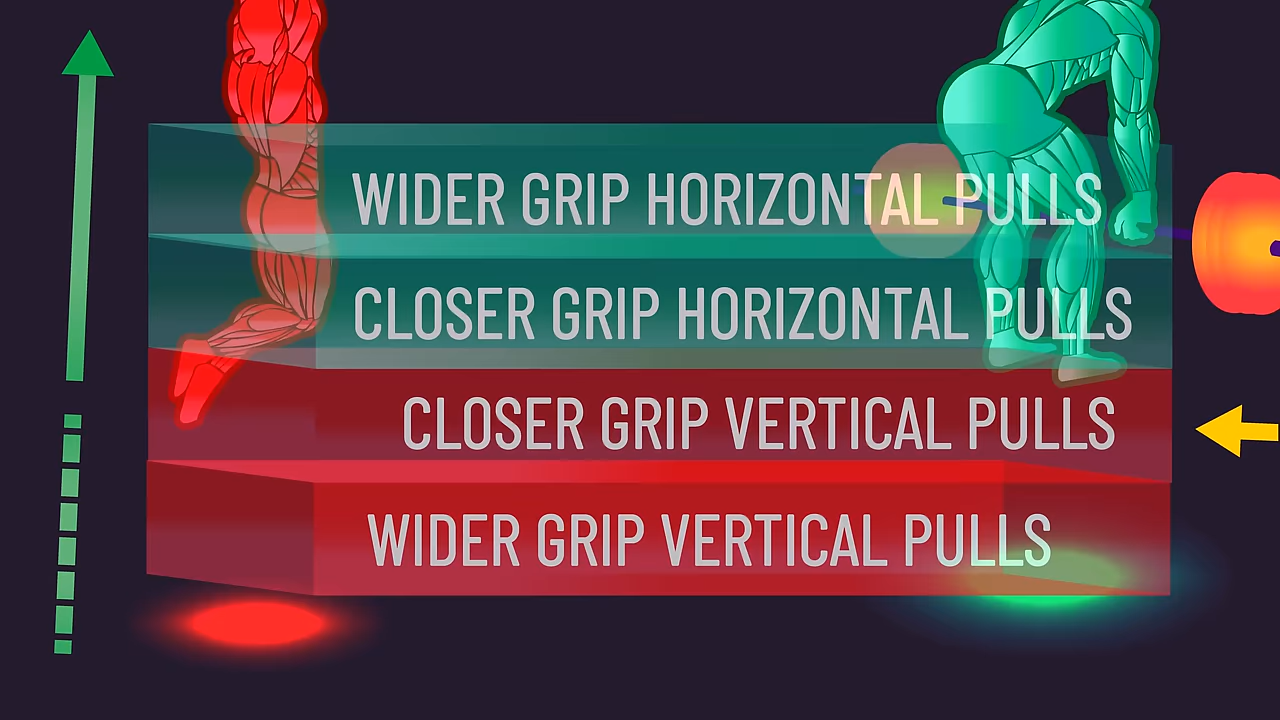 WIDER GRIP HORIZONTAL PULLS
CLOSER GRIP HORIZONTAL PULLS
CLOSER GRIP VERTICAL PULLS
WIDER GRIP VERTICAL PULLS